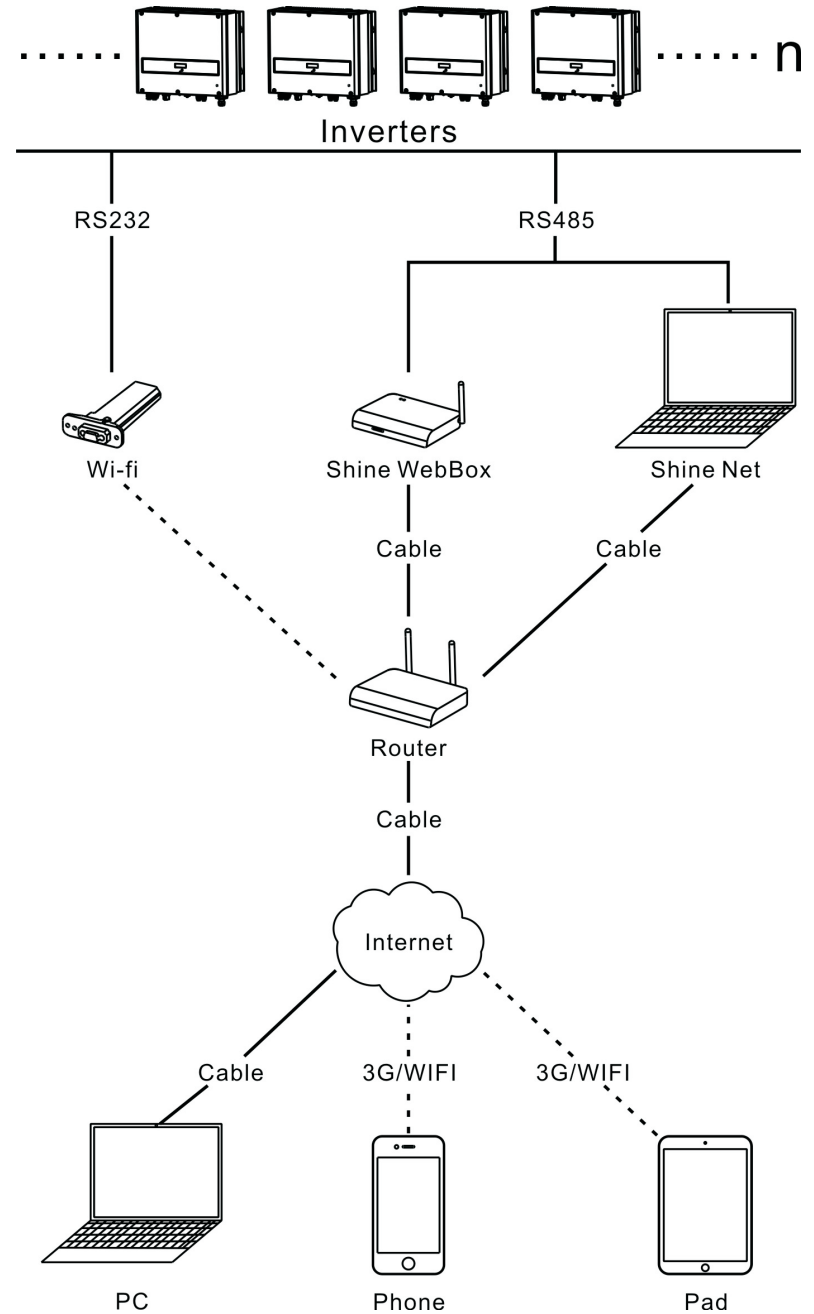 ...... ...... n
Inverters
RS232 RS485
Wi-fi Shine WebBox Shine Net
Cable Cable
Router
Cable
Internet
Cable 3G/WIFI 3G/WIFI
PC Phone Pad